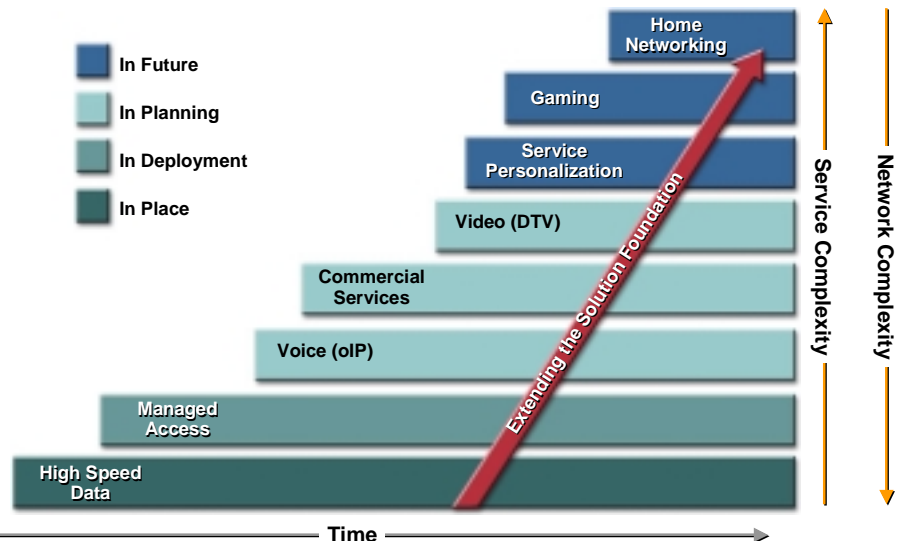 In Future
In Planning
In Deployment
In Place
Home
Networking
Gaming
Service
Personalization
Video (DTV)
Commercial
Services
Voice (oIP)
Managed
Access
High Speed
Data
Extending the Solution Foundation
Service Complexity
Network Complexity
Time